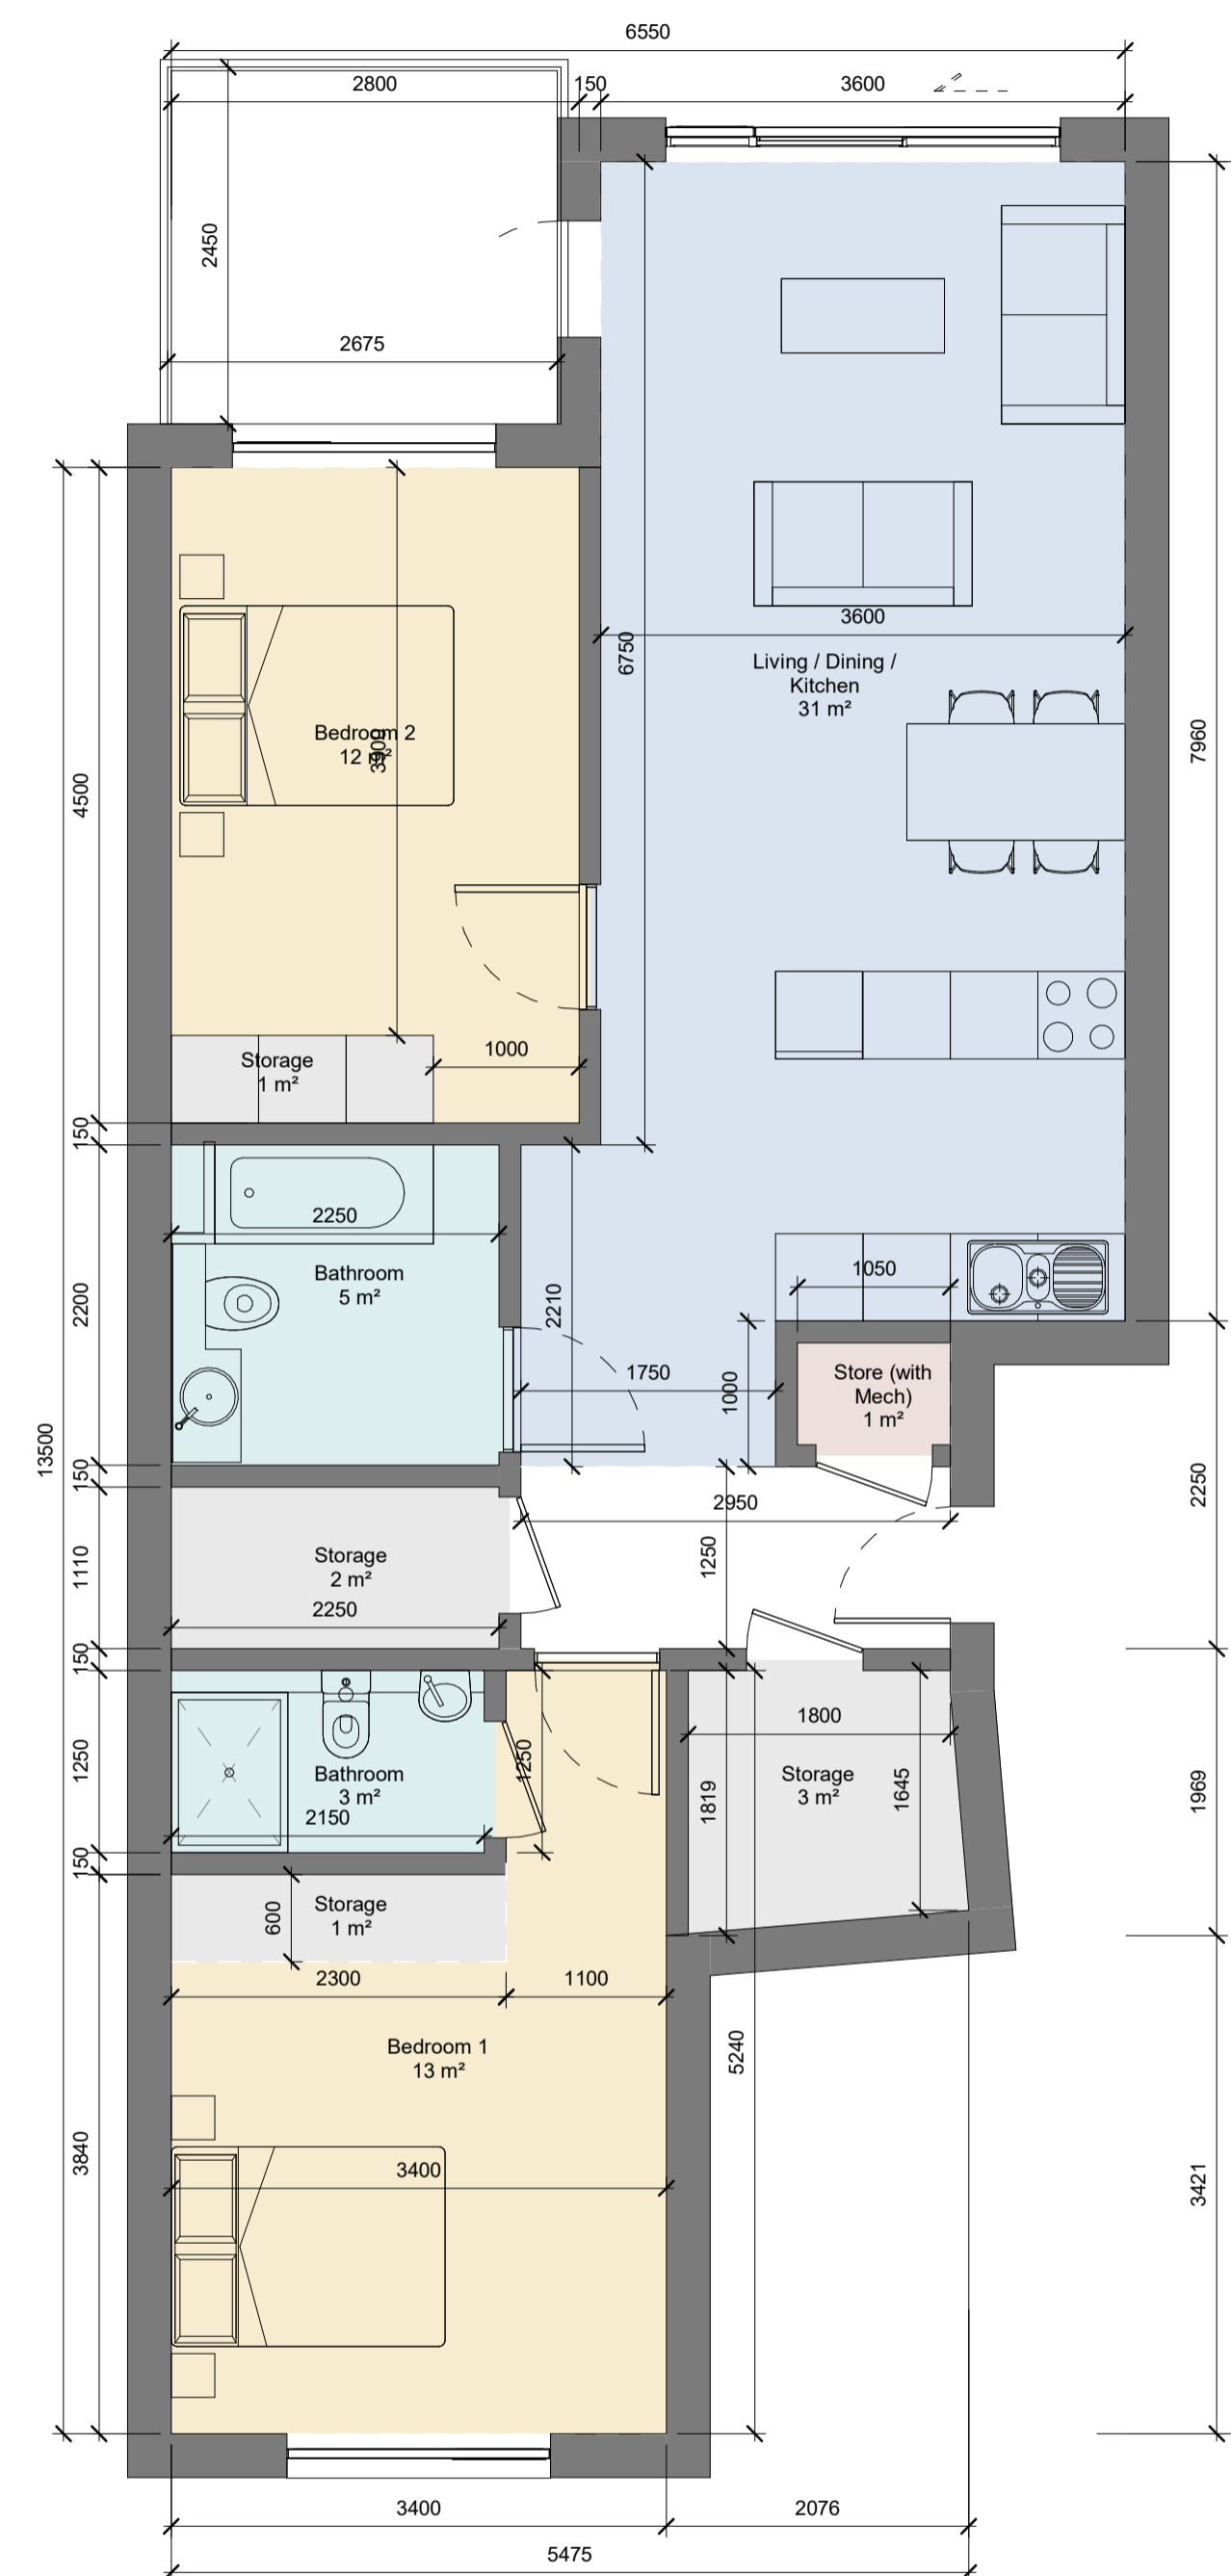 6550
2800
150
3600
2450
2675
3600
6750
Living / Dining /
Kitchen
31 m²
7960
Bedroom 2
12 m²
3900
4500
Storage
1 m²
1000
150
2250
Bathroom
5 m²
2200
2210
1050
1750
1000
Store (with
Mech)
1 m²
13500
150
2950
2250
Storage
2 m²
1110
1250
2250
150
1250
Bathroom
3 m²
2150
1250
1800
Storage
3 m²
1819
1645
1969
150
Storage
1 m²
600
2300
1100
Bedroom 1
13 m²
5240
3840
3400
3421
3400
2076
5475